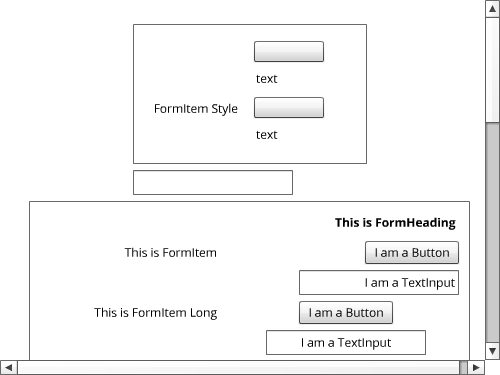 text
FormItem Style
text
This is FormHeading
This is FormItem
I am a Button
I am a TextInput
This is FormItem Long
I am a Button
I am a TextInput